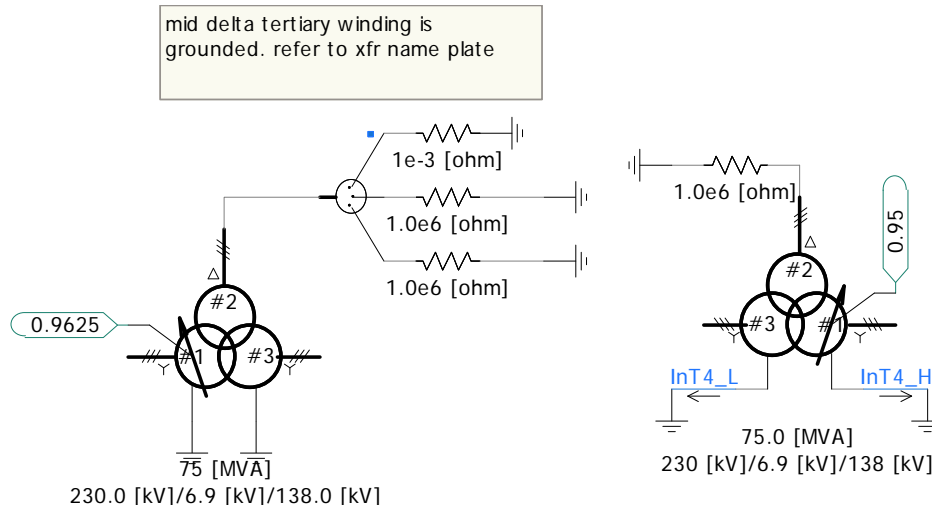 mid delta tertiary winding is
grounded. refer to xfr name plate
1e-3 [ohm]
1.0e6 [ohm]
1.0e6 [ohm]
Δ
#2
0.9625
#1
#3
Y
Y
75 [MVA]
230.0 [kV]/6.9 [kV]/138.0 [kV]
1.0e6 [ohm]
0.95
Δ
#2
#3
#1
Y
Y
InT4_L
InT4_H
75.0 [MVA]
230 [kV]/6.9 [kV]/138 [kV]